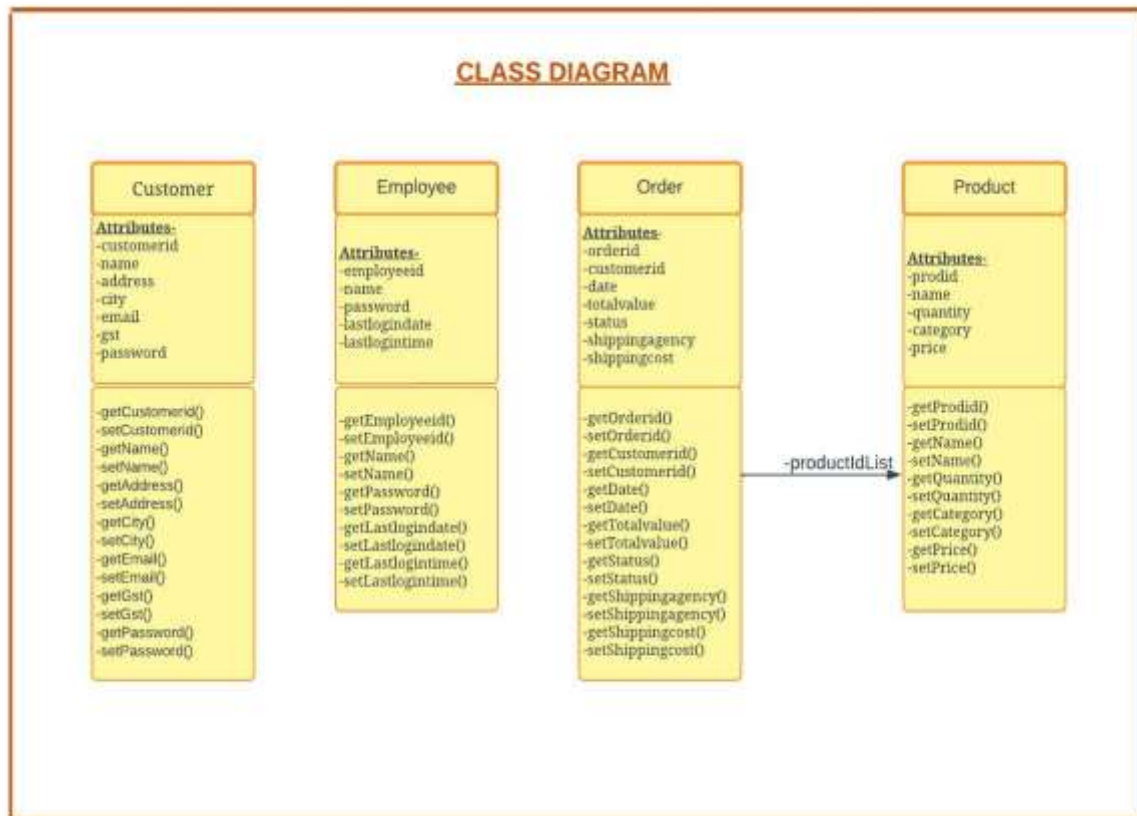 CLASS DIAGRAM
Customer
Attributes-
-customerid
-name
-address
-city
-email
-gst
-password
-getCustomerid()
-setCustomerid()
-getName()
-setName()
-getAddress()
-setAddress()
-getCity()
-setCity()
-getEmail()
-setEmail()
-getGst()
-setGst()
-getPassword()
-setPassword()
Employee
Attributes-
-employeeid
-name
-password
-lastlogindate
-lastlogintime
-getEmployeeid()
-setEmployeeid()
-getName()
-setName()
-getPassword()
-setPassword()
-getLastlogindate()
-setLastlogindate()
-getLastlogintime()
-setLastlogintime()
Order
Attributes-
-orderid
-customerid
-date
-totalvalue
-status
-shippingagency
-shippingcost
-getOrderid()
-setOrderid()
-getCustomerid()
-setCustomerid()
-getDate()
-setDate()
-getTotalvalue()
-setTotalvalue()
-getStatus()
-setStatus()
-getShippingagency()
-setShippingagency()
-getShippingcost()
-setShippingcost()
-productIdList
Product
Attributes-
-prodid
-name
-quantity
-category
-price
-getProdid()
-setProdid()
-getName()
-setName()
-getQuantity()
-setQuantity()
-getCategory()
-setCategory()
-getPrice()
-setPrice()